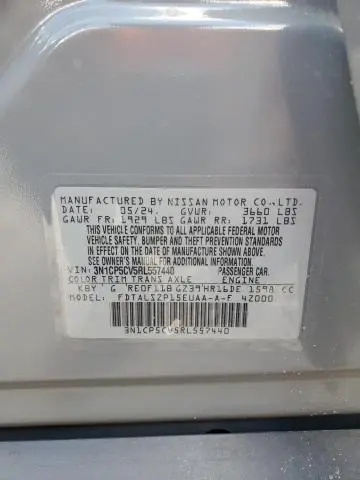 MANUFACTURED BY NISSAN MOTOR CO.,LTD.
DATE: 05/24 GVWR: 3660 LBS
GAWR FR: 1929 LBS GAWR RR: 1731 LBS
THIS VEHICLE CONFORMS TO ALL APPLICABLE FEDERAL MOTOR
VEHICLE SAFETY, BUMPER AND THEFT PREVENTION STANDARDS IN
EFFECT ON THE DATE OF MANUFACTURE SHOWN ABOVE.
SEE OWNER'S MANUAL FOR ADDITIONAL INFORMATION
VIN: 3N1CP5CV5RL557440 PASSENGER CAR
COLOR TRIM TRANS AXLE ENGINE
KBY G RE0F11B GZ39 HR16DE 1598 CC
MODEL: FDTALSZP15EUAA-A-F 4Z000
3N1CP5CV5RL557440